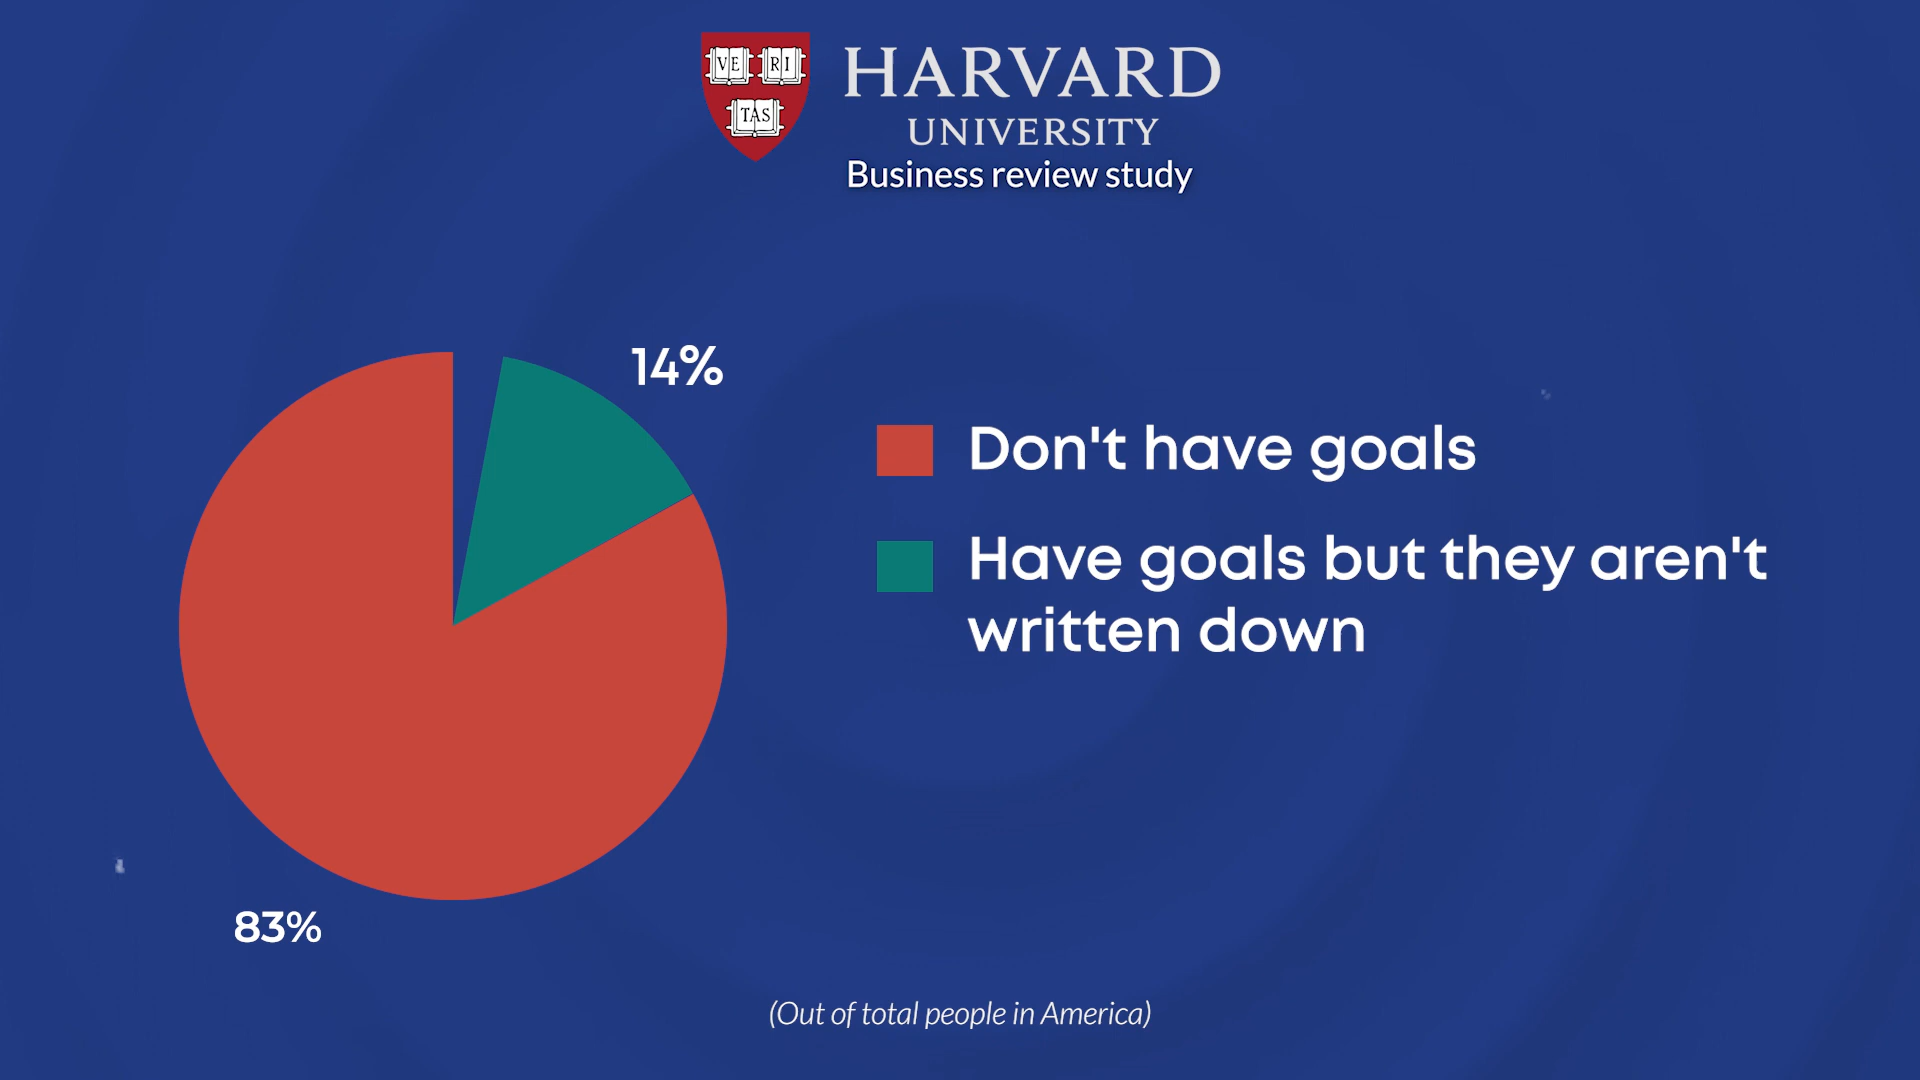 VE RI
TAS
HARVARD
UNIVERSITY
Business review study
14%
Don't have goals
Have goals but they aren't
written down
83%
(Out of total people in America)